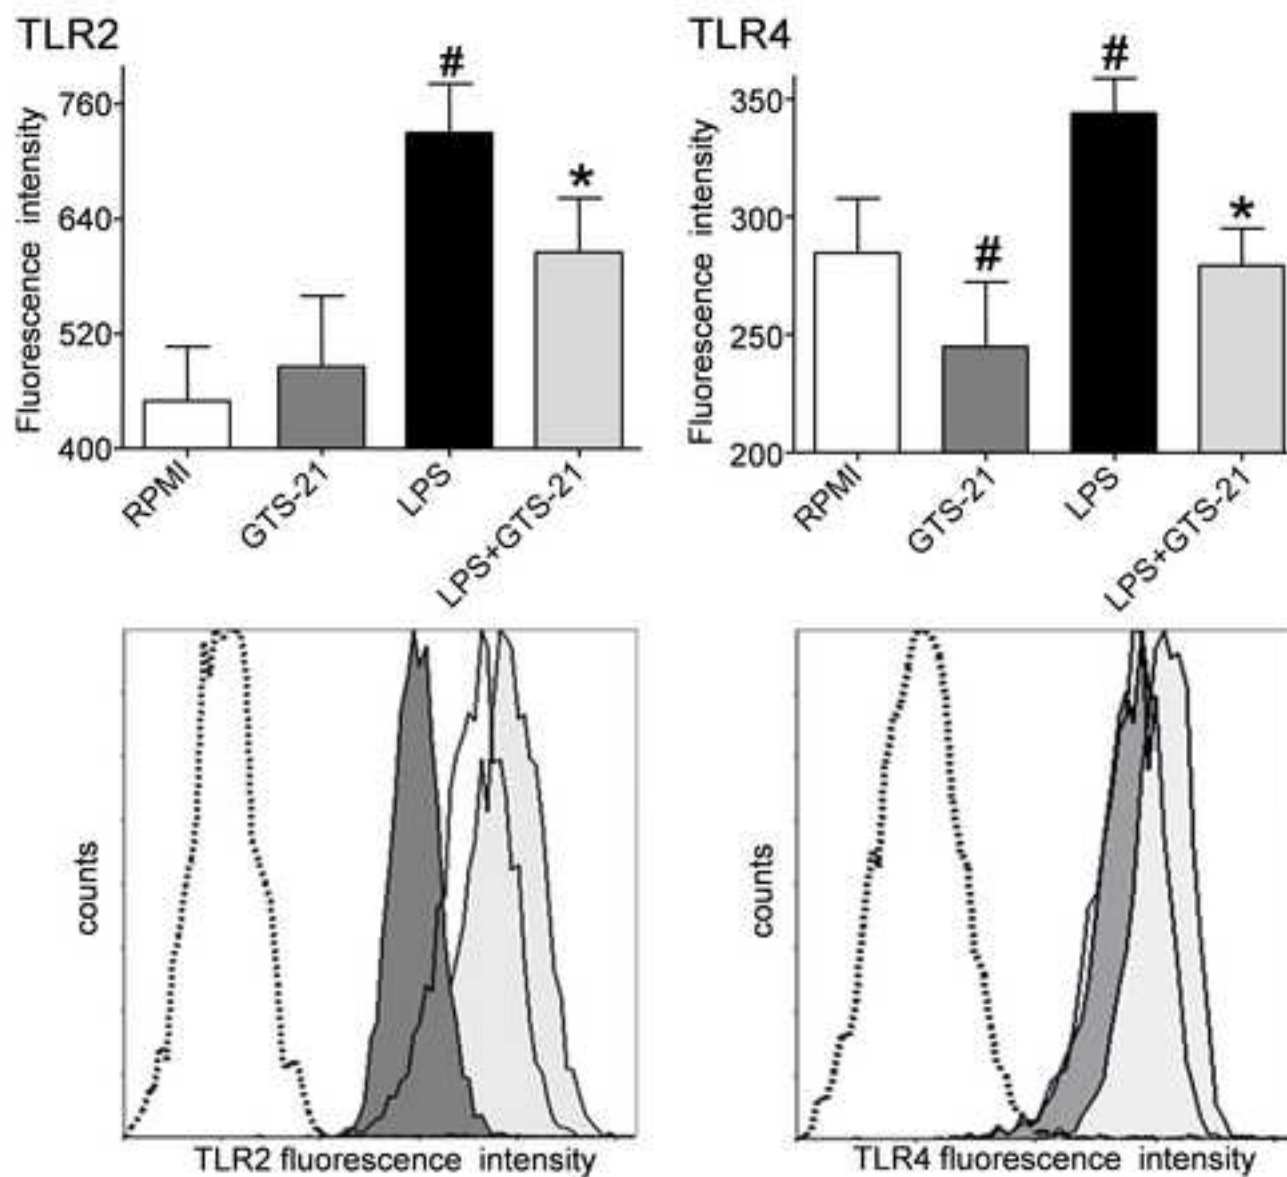 TLR2
Fluorescence intensity
760
640
520
400
#
*
RPMI
GTS-21
LPS
LPS+GTS-21
TLR4
Fluorescence intensity
350
300
250
200
#
#
*
RPMI
GTS-21
LPS
LPS+GTS-21
counts
TLR2 fluorescence intensity
counts
TLR4 fluorescence intensity